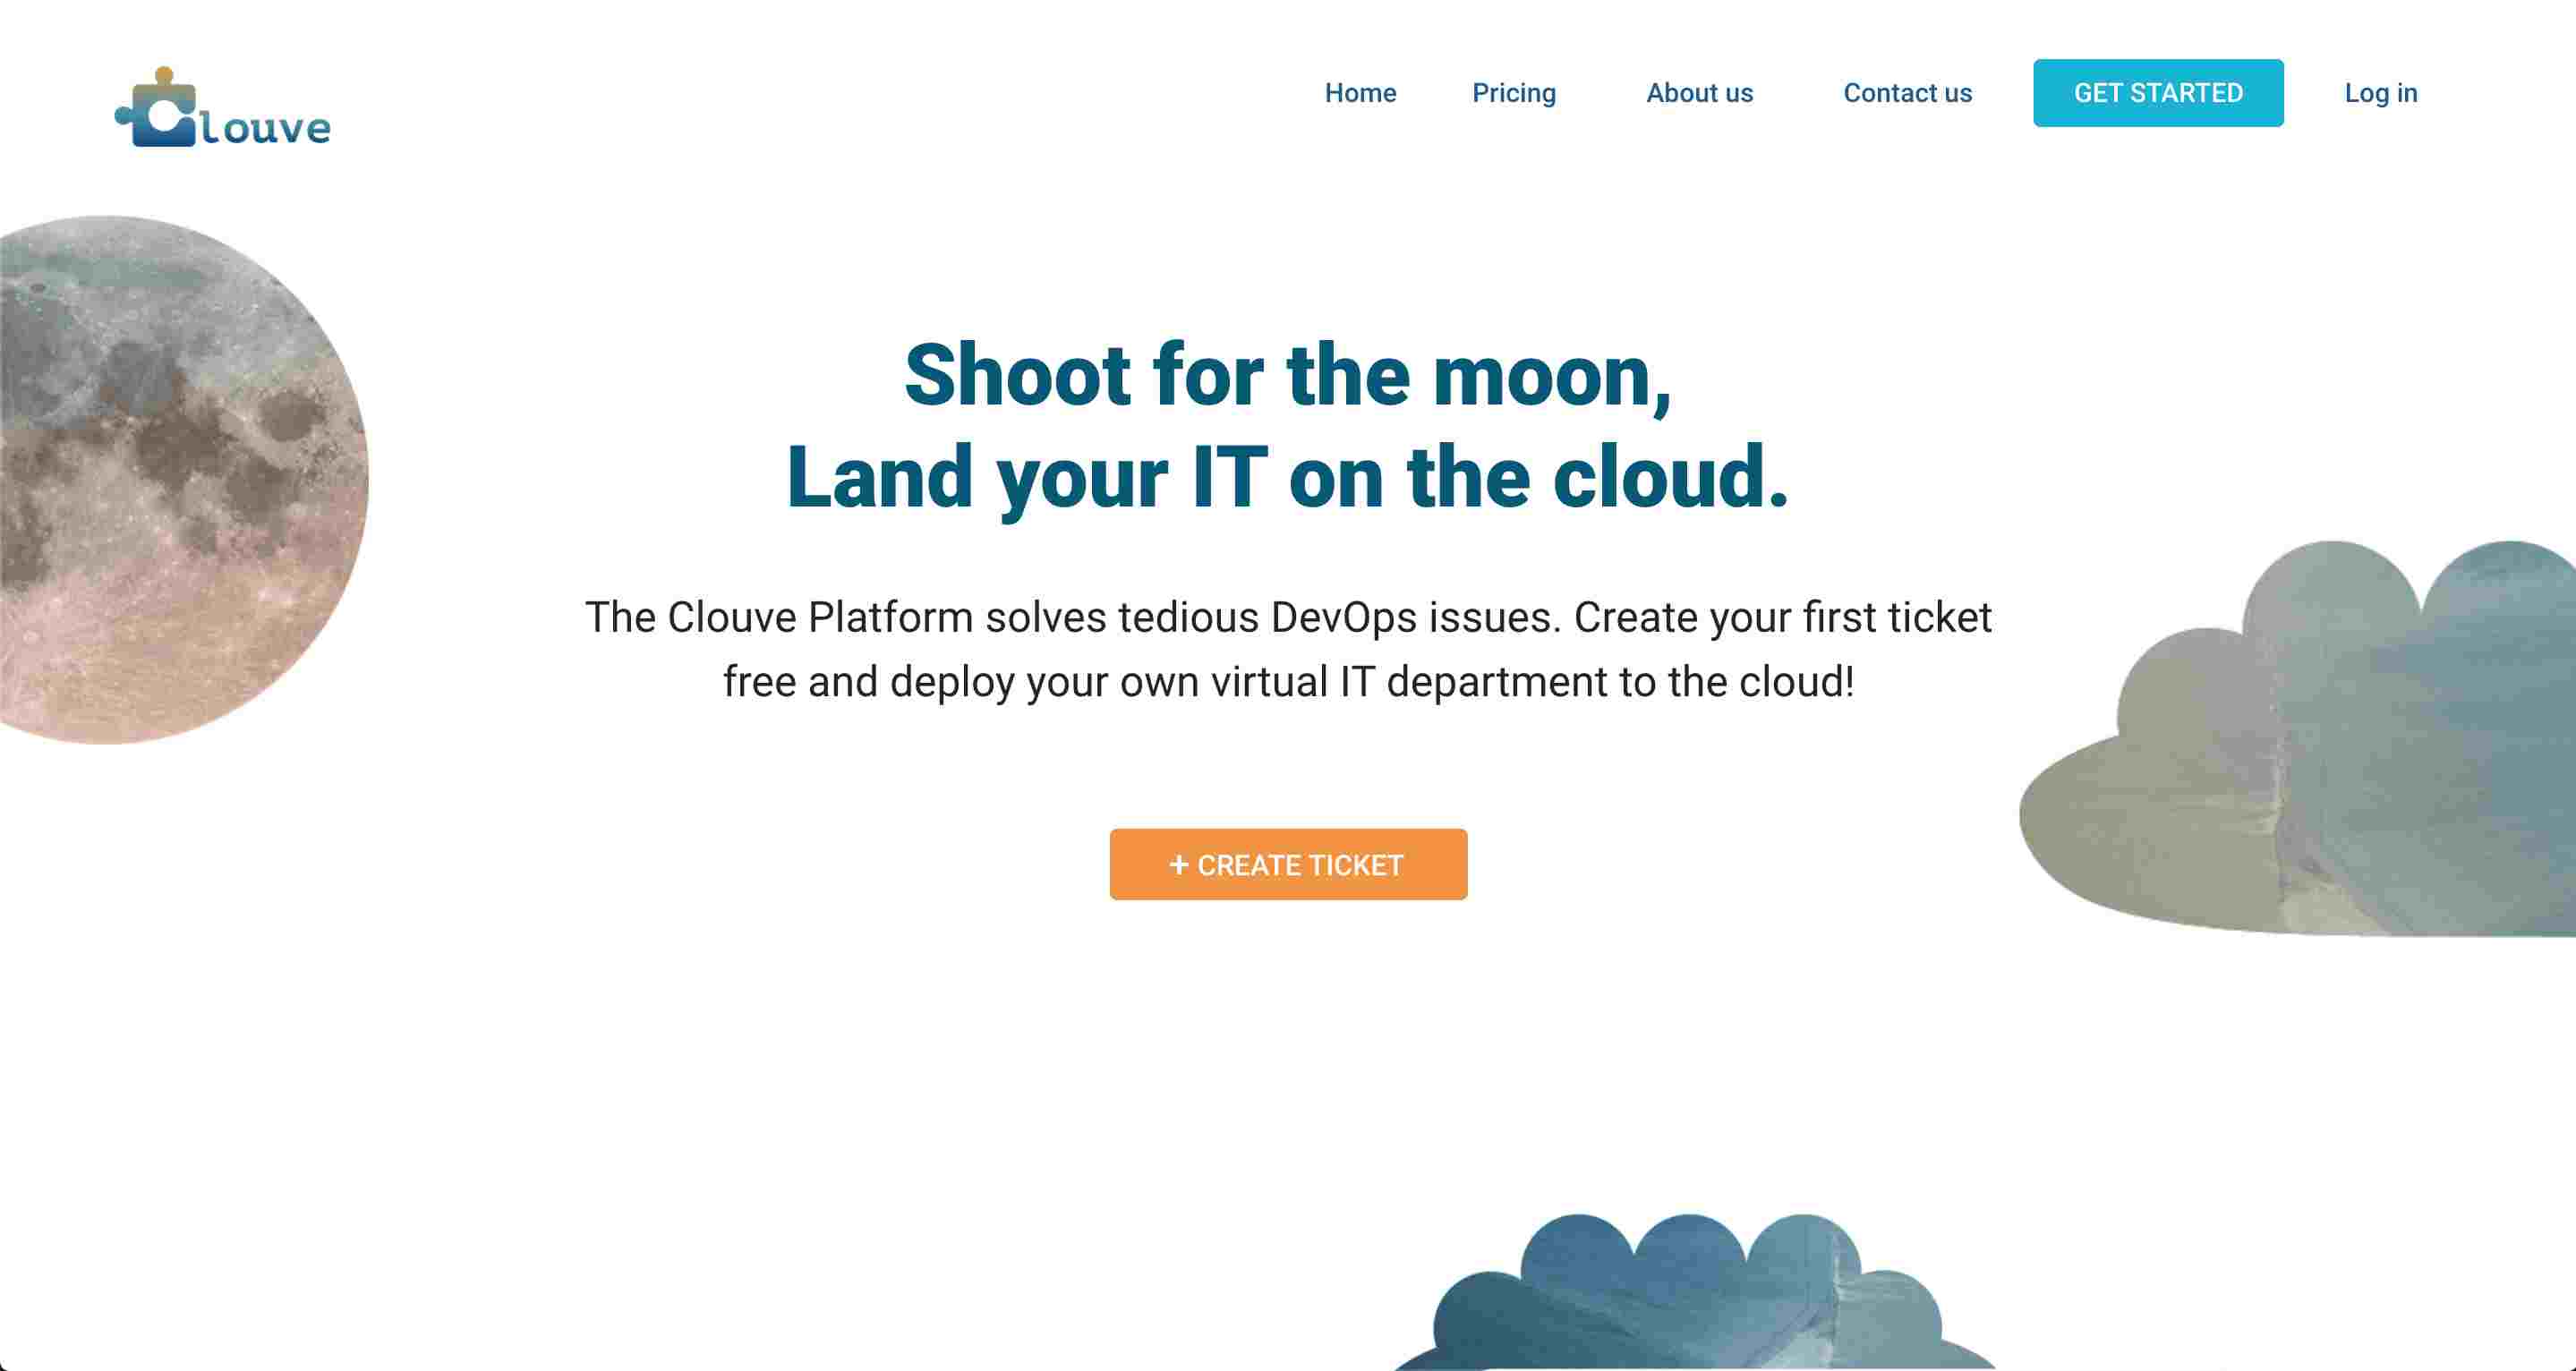 Clouve
Home Pricing About us Contact us GET STARTED Log in
Shoot for the moon,
Land your IT on the cloud.
The Clouve Platform solves tedious DevOps issues. Create your first ticket
free and deploy your own virtual IT department to the cloud!
+ CREATE TICKET